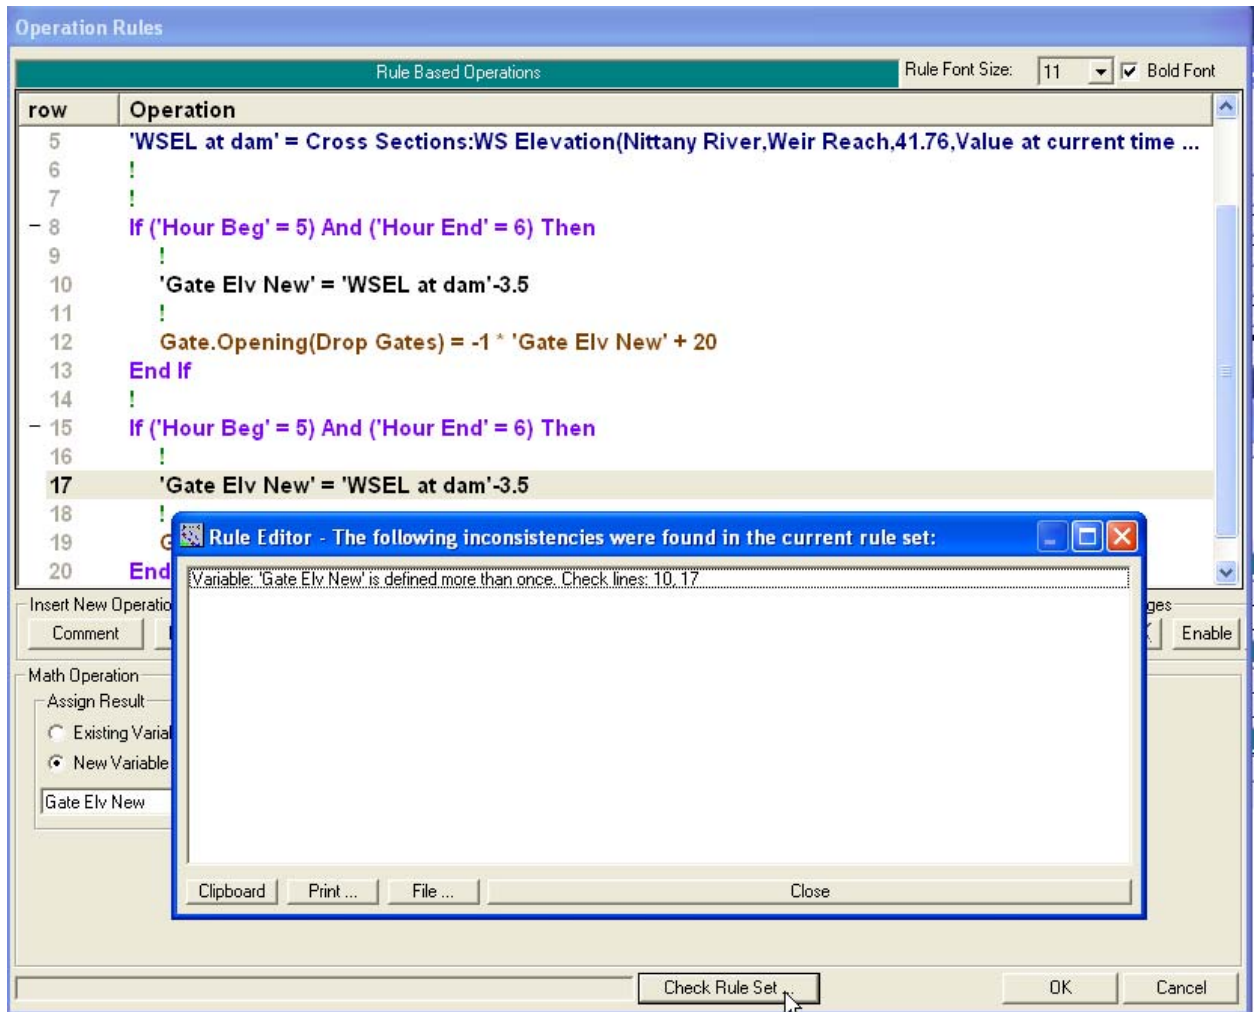 Operation Rules
Rule Based Operations Rule Font Size: 11 Bold Font
row Operation
5 'WSEL at dam' = Cross Sections:WS Elevation(Nittany River,Weir Reach,41.76,Value at current time ...
6 !
7 !
- 8 If ('Hour Beg' = 5) And ('Hour End' = 6) Then
9 !
10 'Gate Elv New' = 'WSEL at dam'-3.5
11 !
12 Gate.Opening(Drop Gates) = -1 * 'Gate Elv New' + 20
13 End If
14 !
- 15 If ('Hour Beg' = 5) And ('Hour End' = 6) Then
16 !
17 'Gate Elv New' = 'WSEL at dam'-3.5
18 !
19 G
20 End
Rule Editor - The following inconsistencies were found in the current rule set:
Variable: 'Gate Elv New' is defined more than once. Check lines: 10, 17
Clipboard Print ... File ... Close
Insert New Operatio ges
Comment Enable
Math Operation
Assign Result
Existing Varial
New Variable
Gate Elv New
Check Rule Set ... OK Cancel